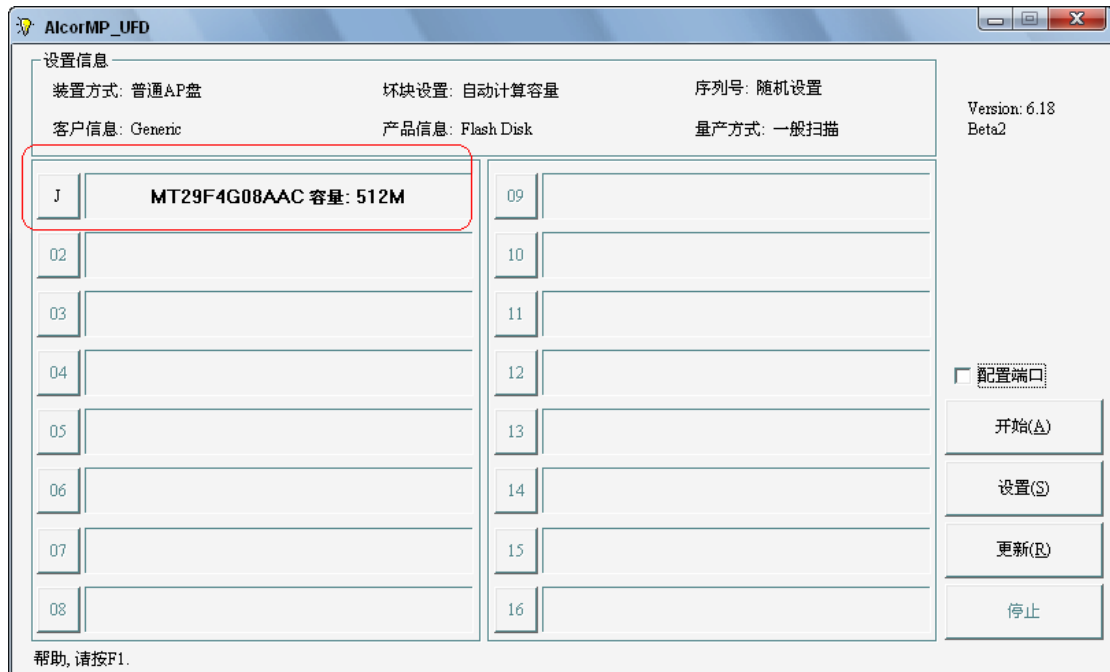 AlcorMP_UFD
设置信息
装置方式: 普通AP盘 坏块设置: 自动计算容量 序列号: 随机设置
客户信息: Generic 产品信息: Flash Disk 量产方式: 一般扫描
Version: 6.18
Beta2
J MT29F4G08AAC 容量: 512M 09
02 10
03 11
04 12
05 13
06 14
07 15
08 16
配置端口
开始(A)
设置(S)
更新(R)
停止
帮助, 请按F1.